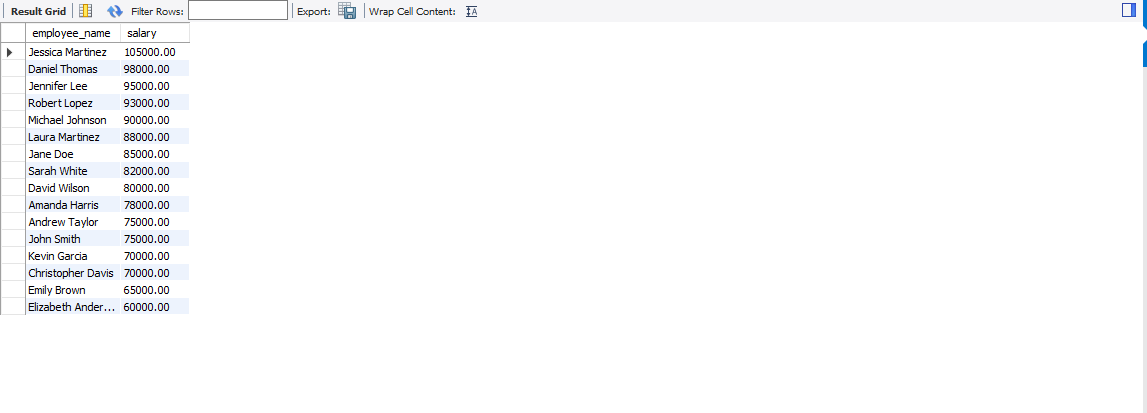 Result Grid Filter Rows: Export: Wrap Cell Content:
employee_name salary
Jessica Martinez 105000.00
Daniel Thomas 98000.00
Jennifer Lee 95000.00
Robert Lopez 93000.00
Michael Johnson 90000.00
Laura Martinez 88000.00
Jane Doe 85000.00
Sarah White 82000.00
David Wilson 80000.00
Amanda Harris 78000.00
Andrew Taylor 75000.00
John Smith 75000.00
Kevin Garcia 70000.00
Christopher Davis 70000.00
Emily Brown 65000.00
Elizabeth Ander... 60000.00